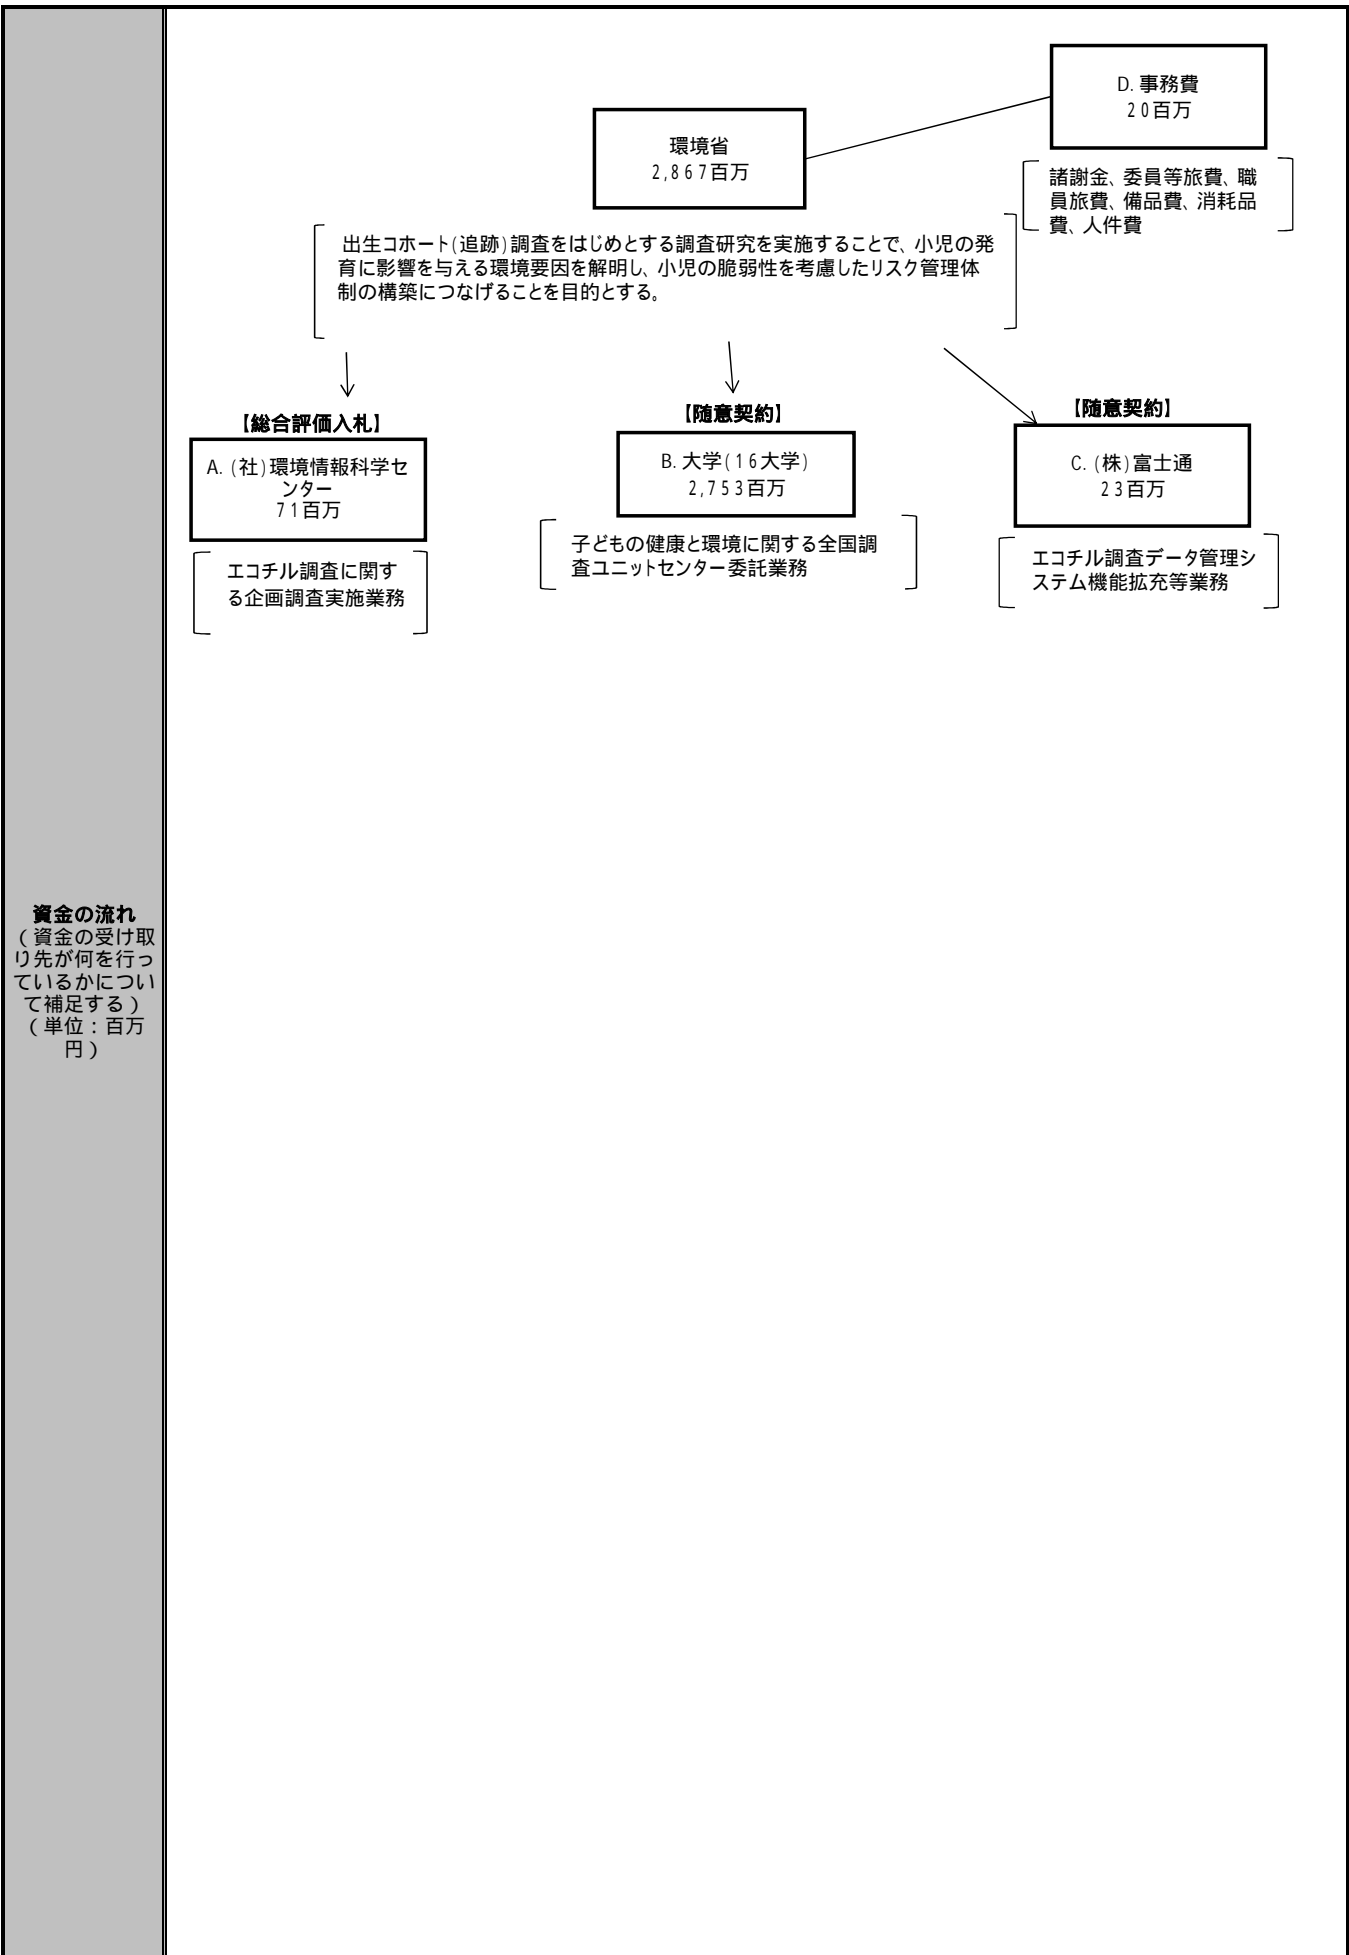 資金の流れ
（資金の受け取
り先が何を行っ
ているかについ
て補足する）
（単位：百万
円）
環境省
2,867百万
D. 事務費
20百万
諸謝金、委員等旅費、職
員旅費、備品費、消耗品
費、人件費
出生コホート(追跡)調査をはじめとする調査研究を実施することで、小児の発
育に影響を与える環境要因を解明し、小児の脆弱性を考慮したリスク管理体
制の構築につなげることを目的とする。
【総合評価入札】
A. (社)環境情報科学セ
ンター
71百万
エコチル調査に関す
る企画調査実施業務
【随意契約】
B. 大学(16大学)
2,753百万
子どもの健康と環境に関する全国調
査ユニットセンター委託業務
【随意契約】
C. (株)富士通
23百万
エコチル調査データ管理シ
ステム機能拡充等業務